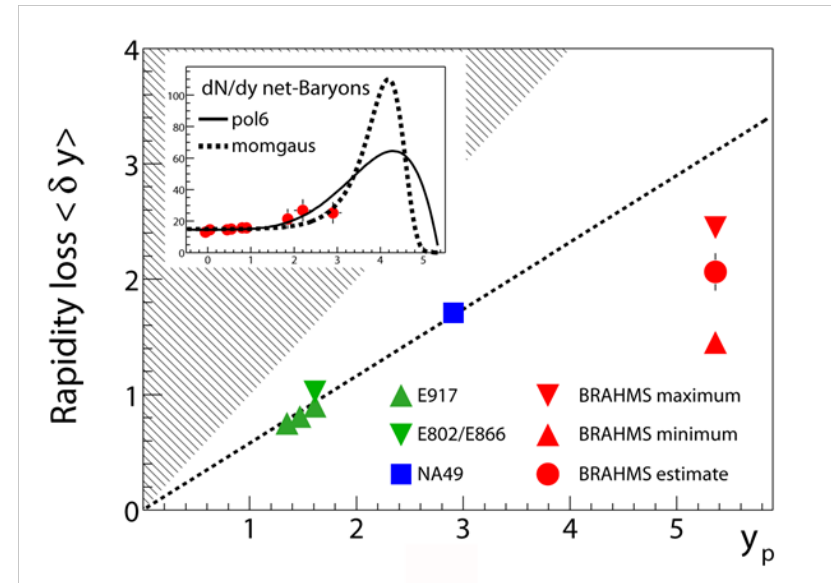 Rapidity loss < δ y>
4
3
2
1
0
dN/dy net-Baryons
pol6
momgaus
100
80
60
40
20
0
0 1 2 3 4 5
E917
E802/E866
NA49
BRAHMS maximum
BRAHMS minimum
BRAHMS estimate
1 2 3 4 5
yp